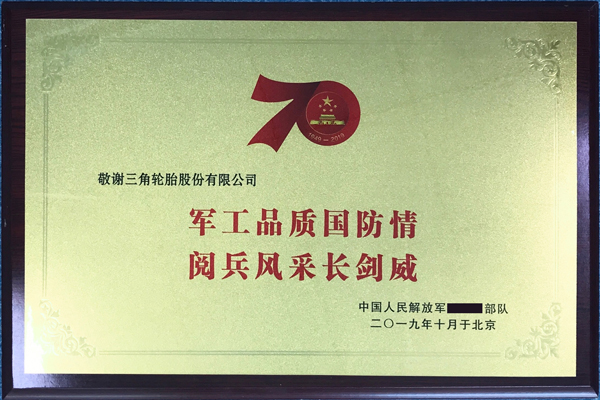 1949—2019
敬谢三角轮胎股份有限公司
军工品质国防情
阅兵风采长剑威
中国人民解放军 部队
二〇一九年十月于北京